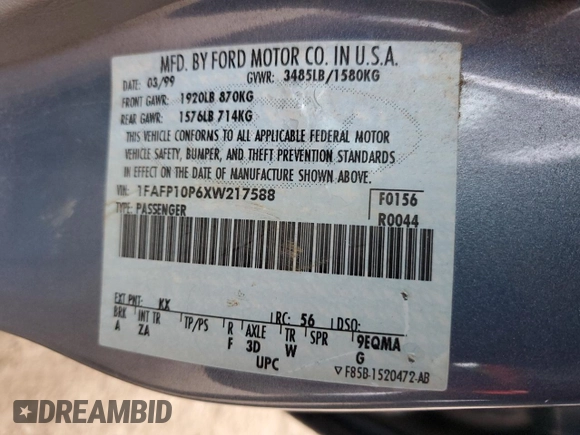 MFD. BY FORD MOTOR CO. IN U.S.A.
DATE: 03/99 GVWR: 3485LB/1580KG
FRONT GAWR: 1920LB 870KG
REAR GAWR: 1576LB 714KG
THIS VEHICLE CONFORMS TO ALL APPLICABLE FEDERAL MOTOR
VEHICLE SAFETY, BUMPER, AND THEFT PREVENTION STANDARDS
IN EFFECT ON THE DATE OF MANUFACTURE SHOWN ABOVE.
VIN: 1FAFP10P6XW217588 F0156
TYPE: PASSENGER R0044
EXT PNT: KX RC: 56 DSO:
BRK INT TR TP/PS R AXLE TR SPR 9EQMA
A ZA F 3D W G
UPC ▽F85B-1520472-AB
DREAMBID